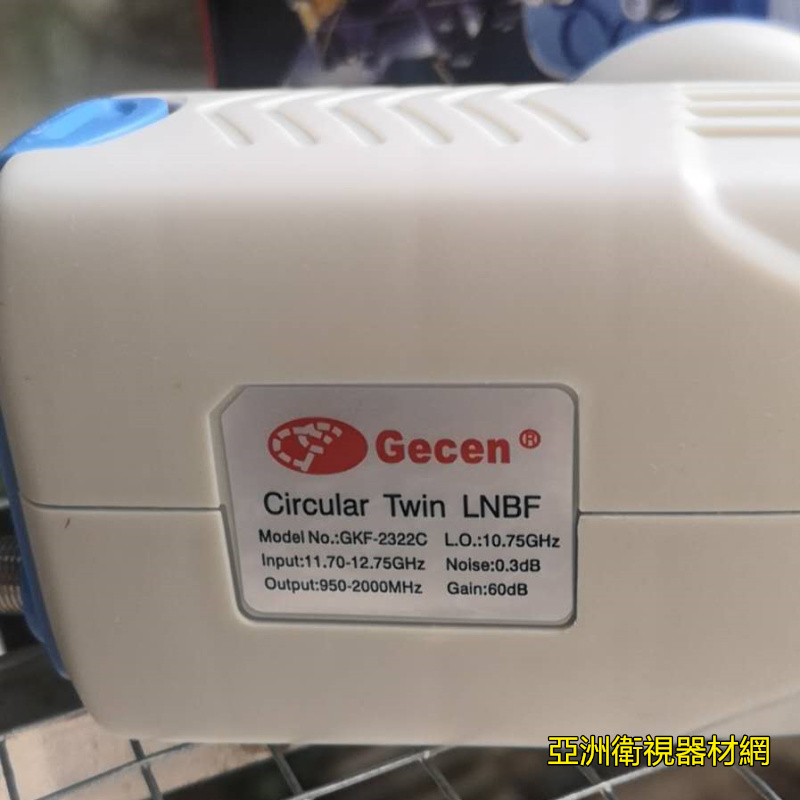 Gecen®
Circular Twin LNBF
Model No.:GKF-2322C L.O.:10.75GHz
Input:11.70-12.75GHz Noise:0.3dB
Output:950-2000MHz Gain:60dB
亞洲衛視器材網